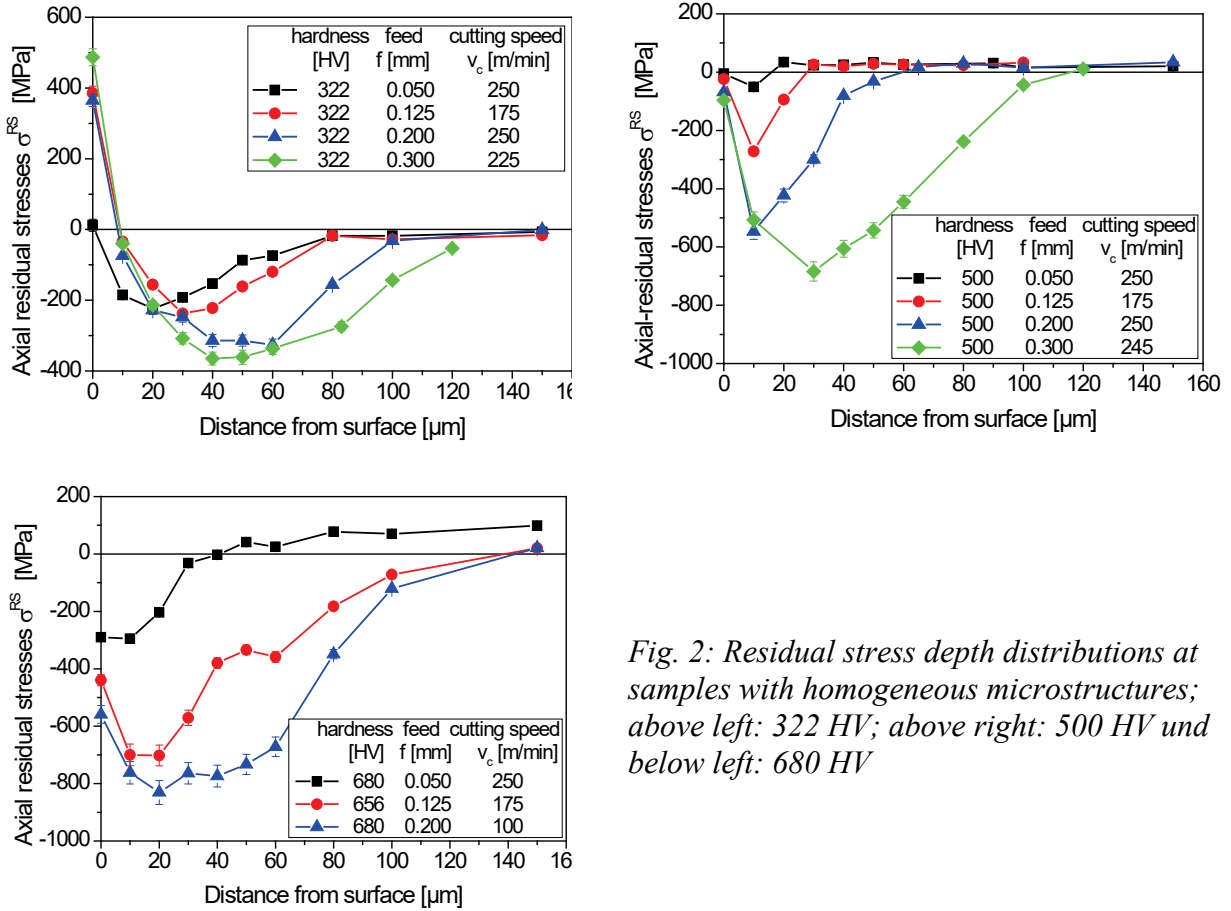 600
400
200
0
-200
-400
0 20 40 60 80 100 120 140 16
Axial residual stresses σ^RS [MPa]
Distance from surface [µm]
hardness feed cutting speed
[HV] f [mm] v_c [m/min]
322 0.050 250
322 0.125 175
322 0.200 250
322 0.300 225
200
0
-200
-400
-600
-800
-1000
0 20 40 60 80 100 120 140 160
Axial-residual stresses σ^RS [MPa]
Distance from surface [µm]
hardness feed cutting speed
[HV] f [mm] v_c [m/min]
500 0.050 250
500 0.125 175
500 0.200 250
500 0.300 245
200
0
-200
-400
-600
-800
-1000
0 20 40 60 80 100 120 140 16
Axial residual stresses σ^RS [MPa]
Distance from surface [µm]
hardness feed cutting speed
[HV] f [mm] v_c [m/min]
680 0.050 250
656 0.125 175
680 0.200 100
Fig. 2: Residual stress depth distributions at
samples with homogeneous microstructures;
above left: 322 HV; above right: 500 HV und
below left: 680 HV